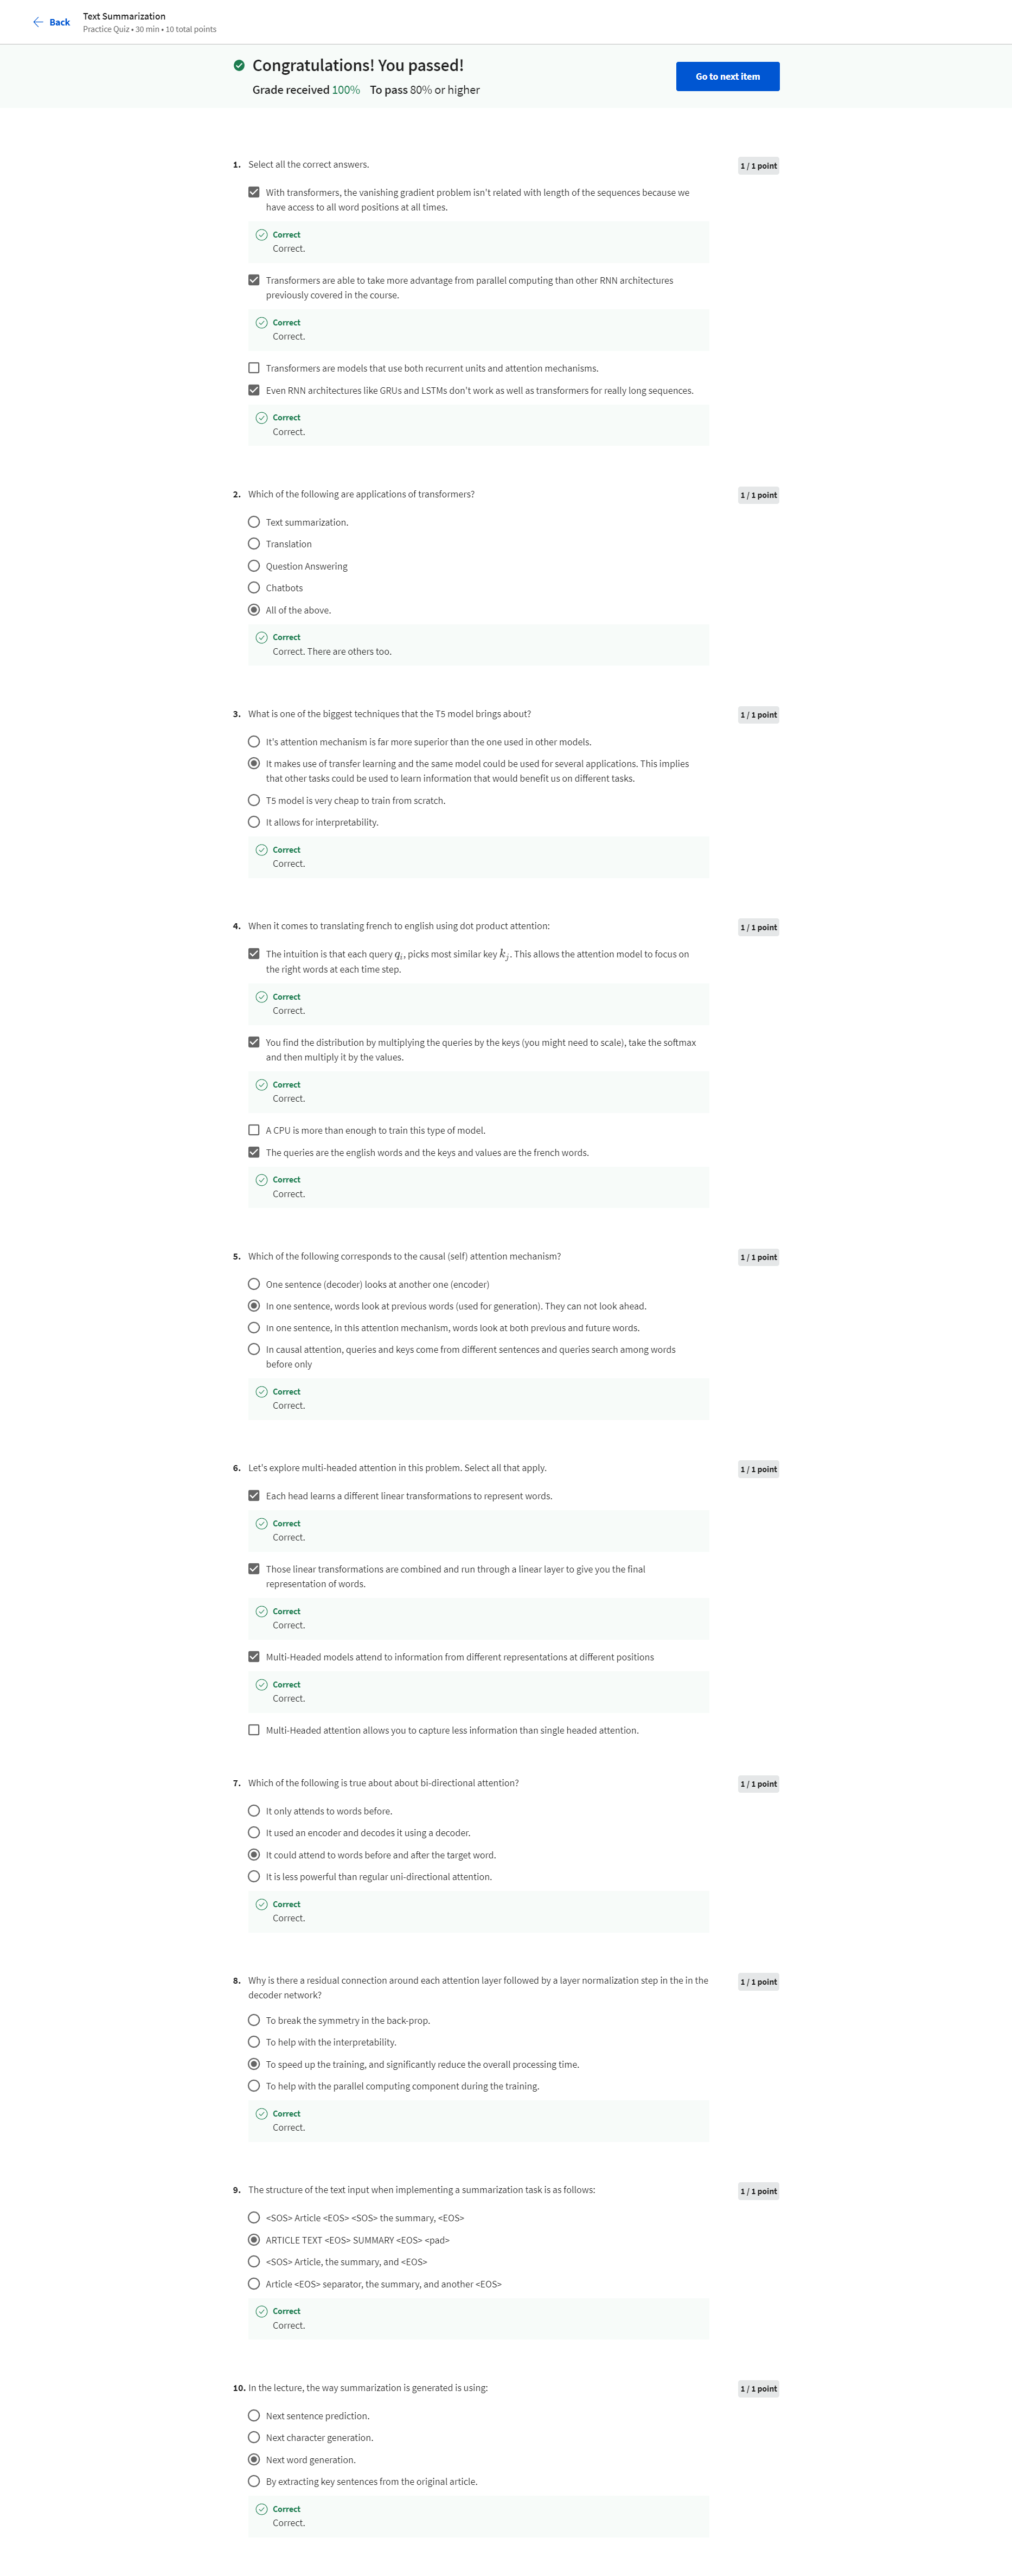 Back
Text Summarization
Practice Quiz • 30 min • 10 total points
Congratulations! You passed!
Grade received 100% To pass 80% or higher
Go to next item
1. Select all the correct answers.
1 / 1 point
With transformers, the vanishing gradient problem isn't related with length of the sequences because we
have access to all word positions at all times.
Correct
Correct.
Transformers are able to take more advantage from parallel computing than other RNN architectures
previously covered in the course.
Correct
Correct.
Transformers are models that use both recurrent units and attention mechanisms.
Even RNN architectures like GRUs and LSTMs don't work as well as transformers for really long sequences.
Correct
Correct.
2. Which of the following are applications of transformers?
1 / 1 point
Text summarization.
Translation
Question Answering
Chatbots
All of the above.
Correct
Correct. There are others too.
3. What is one of the biggest techniques that the T5 model brings about?
1 / 1 point
It's attention mechanism is far more superior than the one used in other models.
It makes use of transfer learning and the same model could be used for several applications. This implies
that other tasks could be used to learn information that would benefit us on different tasks.
T5 model is very cheap to train from scratch.
It allows for interpretability.
Correct
Correct.
4. When it comes to translating french to english using dot product attention:
1 / 1 point
The intuition is that each query qᵢ, picks most similar key kⱼ. This allows the attention model to focus on
the right words at each time step.
Correct
Correct.
You find the distribution by multiplying the queries by the keys (you might need to scale), take the softmax
and then multiply it by the values.
Correct
Correct.
A CPU is more than enough to train this type of model.
The queries are the english words and the keys and values are the french words.
Correct
Correct.
5. Which of the following corresponds to the causal (self) attention mechanism?
1 / 1 point
One sentence (decoder) looks at another one (encoder)
In one sentence, words look at previous words (used for generation). They can not look ahead.
In one sentence, in this attention mechanism, words look at both previous and future words.
In causal attention, queries and keys come from different sentences and queries search among words
before only
Correct
Correct.
6. Let's explore multi-headed attention in this problem. Select all that apply.
1 / 1 point
Each head learns a different linear transformations to represent words.
Correct
Correct.
Those linear transformations are combined and run through a linear layer to give you the final
representation of words.
Correct
Correct.
Multi-Headed models attend to information from different representations at different positions
Correct
Correct.
Multi-Headed attention allows you to capture less information than single headed attention.
7. Which of the following is true about about bi-directional attention?
1 / 1 point
It only attends to words before.
It used an encoder and decodes it using a decoder.
It could attend to words before and after the target word.
It is less powerful than regular uni-directional attention.
Correct
Correct.
8. Why is there a residual connection around each attention layer followed by a layer normalization step in the in the
decoder network?
1 / 1 point
To break the symmetry in the back-prop.
To help with the interpretability.
To speed up the training, and significantly reduce the overall processing time.
To help with the parallel computing component during the training.
Correct
Correct.
9. The structure of the text input when implementing a summarization task is as follows:
1 / 1 point
<SOS> Article <EOS> <SOS> the summary, <EOS>
ARTICLE TEXT <EOS> SUMMARY <EOS> <pad>
<SOS> Article, the summary, and <EOS>
Article <EOS> separator, the summary, and another <EOS>
Correct
Correct.
10. In the lecture, the way summarization is generated is using:
1 / 1 point
Next sentence prediction.
Next character generation.
Next word generation.
By extracting key sentences from the original article.
Correct
Correct.